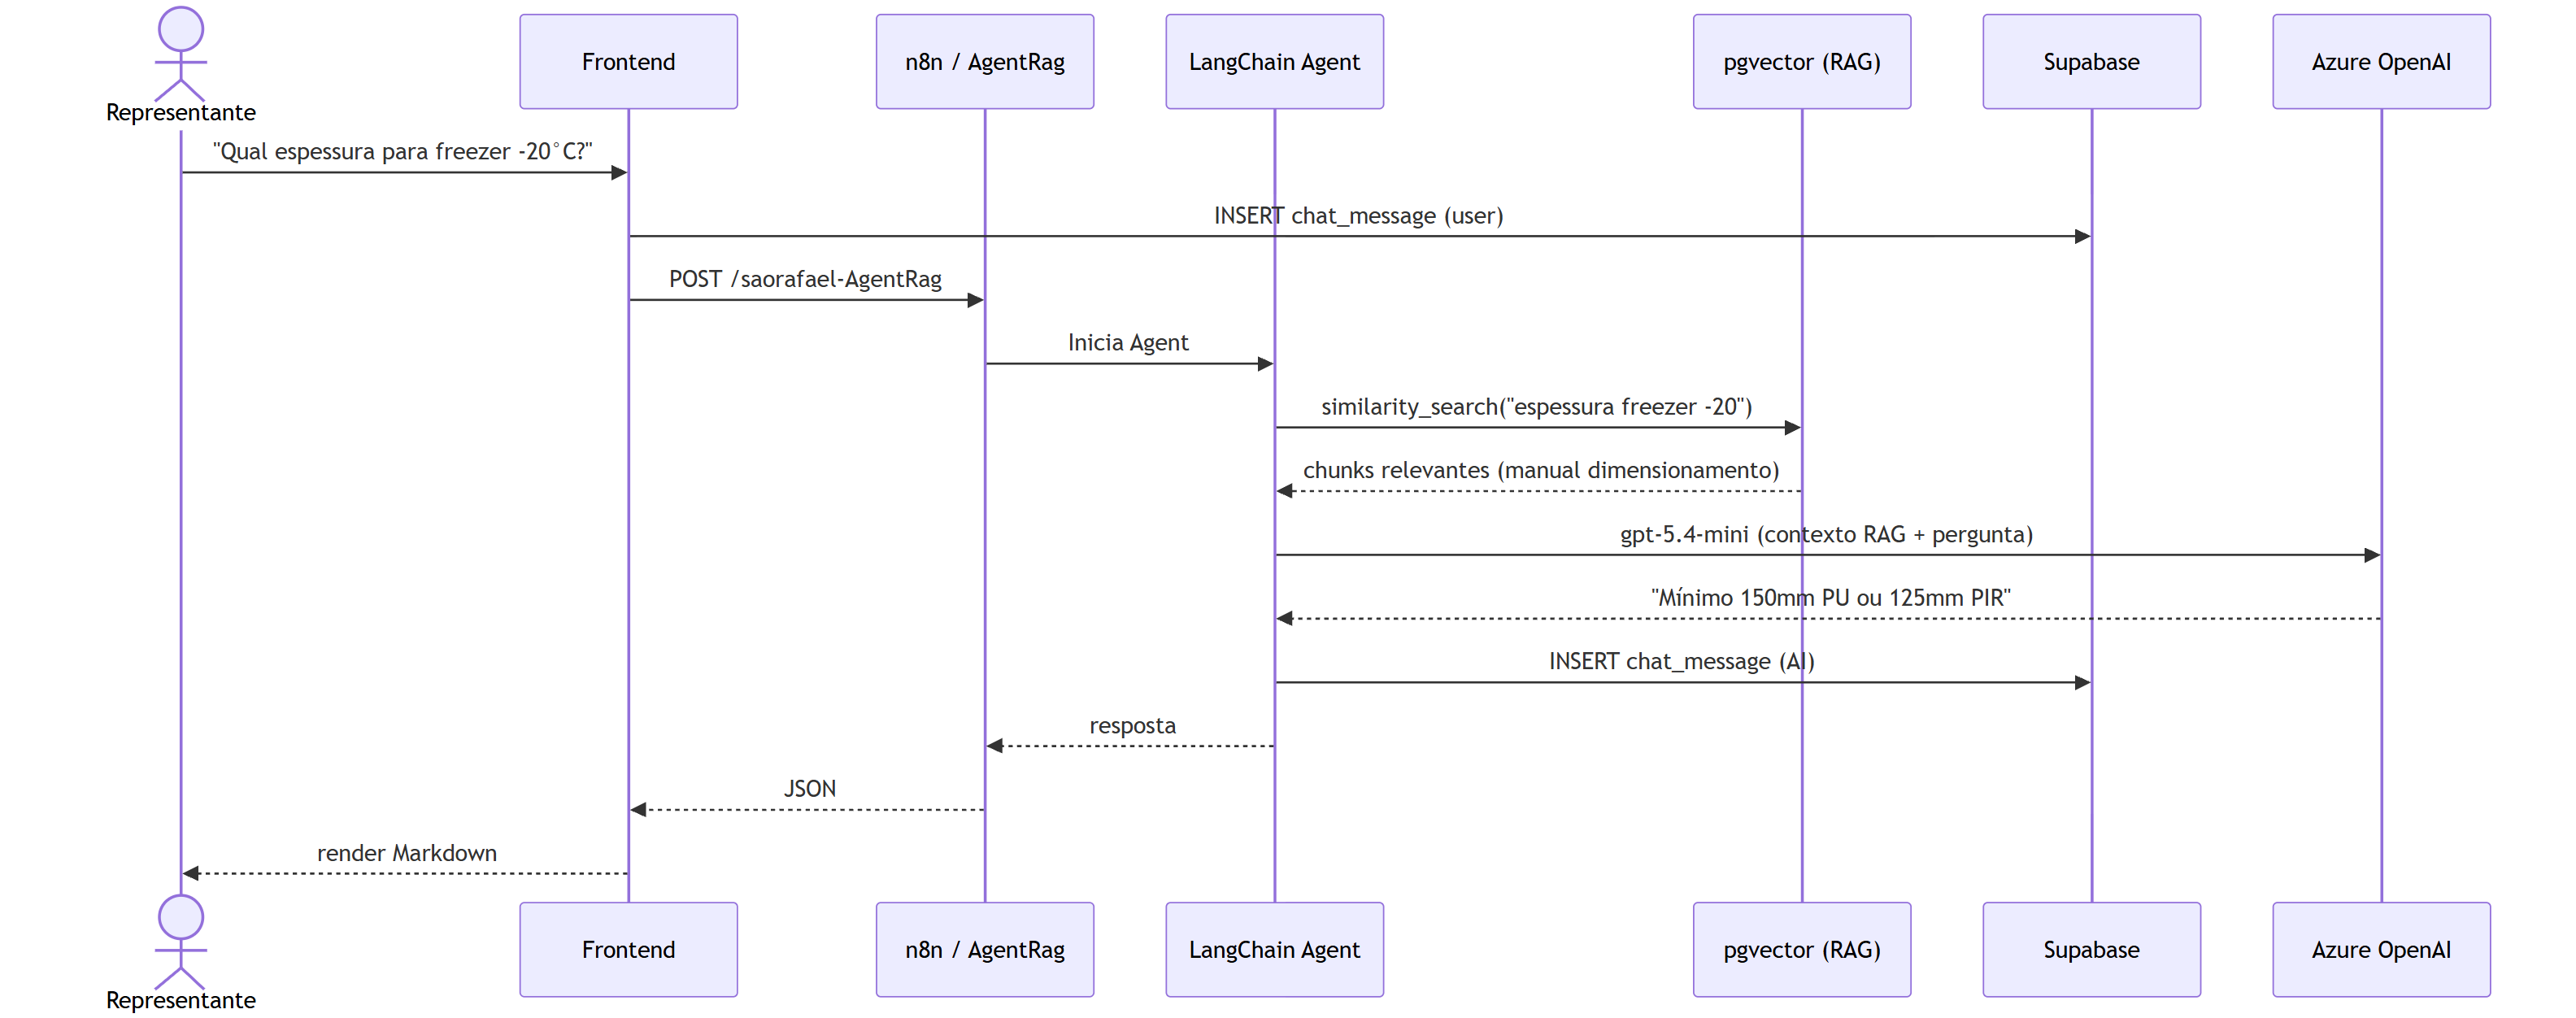 Representante
Frontend
n8n / AgentRag
LangChain Agent
pgvector (RAG)
Supabase
Azure OpenAI
"Qual espessura para freezer -20°C?"
INSERT chat_message (user)
POST /saorafael-AgentRag
Inicia Agent
similarity_search("espessura freezer -20")
chunks relevantes (manual dimensionamento)
gpt-5.4-mini (contexto RAG + pergunta)
"Mínimo 150mm PU ou 125mm PIR"
INSERT chat_message (AI)
resposta
JSON
render Markdown
Representante
Frontend
n8n / AgentRag
LangChain Agent
pgvector (RAG)
Supabase
Azure OpenAI